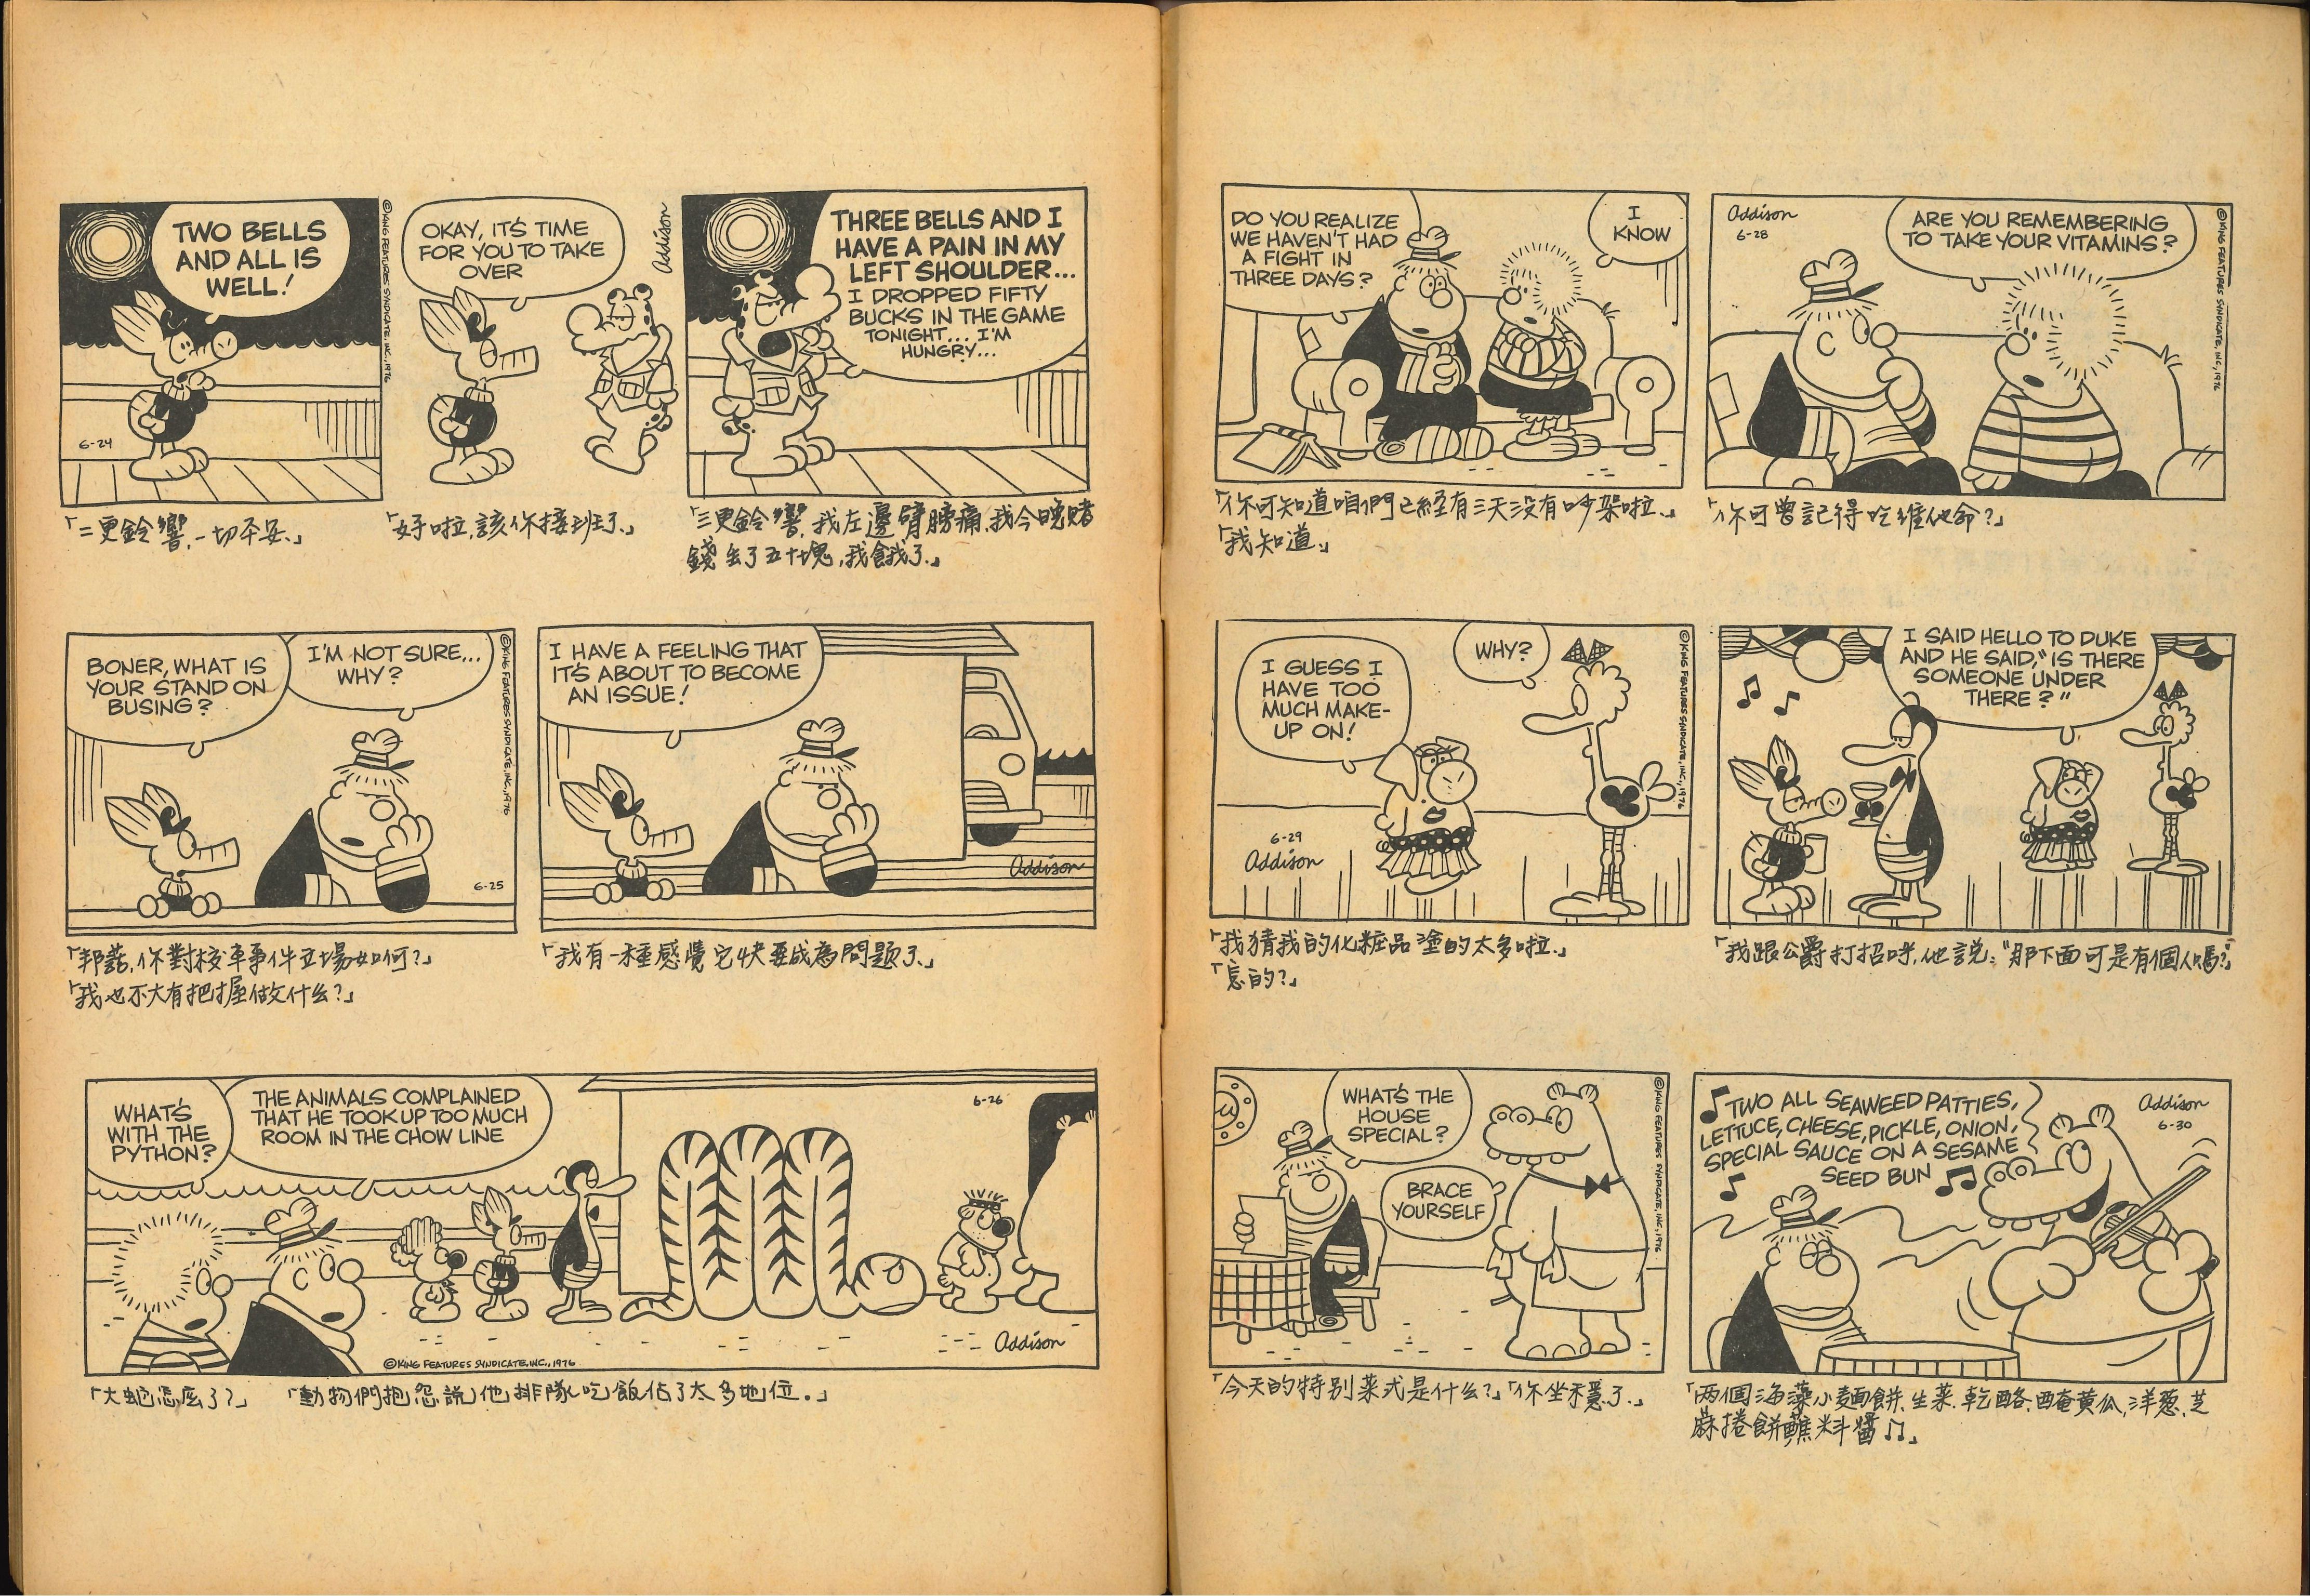 TWO BELLS
AND ALL IS
WELL!
6-24
©KING FEATURES SYNDICATE, INC., 1976
OKAY, IT'S TIME
FOR YOU TO TAKE
OVER
Addison
THREE BELLS AND I
HAVE A PAIN IN MY
LEFT SHOULDER...
I DROPPED FIFTY
BUCKS IN THE GAME
TONIGHT... I'M
HUNGRY...
「二更鈴響,一切平安.」
「好啦,該你接班了.」
「三更鈴響,我左邊臂膀痛,我今晚賭
錢丟了五十塊,我餓了.」
BONER, WHAT IS
YOUR STAND ON
BUSING?
I'M NOT SURE...
WHY?
6-25
©KING FEATURES SYNDICATE, INC., 1976
I HAVE A FEELING THAT
IT'S ABOUT TO BECOME
AN ISSUE!
Addison
「邦諾,你對校車事件立場如何?」
「我也不大有把握做什么?」
「我有一種感覺它快要成為問題了.」
WHAT'S
WITH THE
PYTHON?
THE ANIMALS COMPLAINED
THAT HE TOOK UP TOO MUCH
ROOM IN THE CHOW LINE
6-26
Addison
©KING FEATURES SYNDICATE, INC., 1976
「大蛇怎庅了?」
「動物們抱怨說他排隊吃飯佔了太多地位.」
DO YOU REALIZE
WE HAVEN'T HAD
A FIGHT IN
THREE DAYS?
I
KNOW
Addison
6-28
ARE YOU REMEMBERING
TO TAKE YOUR VITAMINS?
©KING FEATURES SYNDICATE, INC., 1976
「你可知道咱們已經有三天没有吵架啦.」
「我知道.」
「你可曾記得吃維他命?」
I GUESS I
HAVE TOO
MUCH MAKE-
UP ON!
WHY?
6-29
Addison
©KING FEATURES SYNDICATE, INC., 1976
I SAID HELLO TO DUKE
AND HE SAID, "IS THERE
SOMEONE UNDER
THERE?"
「我猜我的化粧品塗的太多啦.」
「怎的?」
「我跟公爵打招呼,他説:"那下面可是有個人嗎?"」
WHAT'S THE
HOUSE
SPECIAL?
BRACE
YOURSELF
©KING FEATURES SYNDICATE, INC., 1976.
♫TWO ALL SEAWEED PATTIES,
LETTUCE, CHEESE, PICKLE, ONION,
SPECIAL SAUCE ON A SESAME
SEED BUN ♫
Addison
6-30
「今天的特别菜式是什么?」「你坐穩了.」
「两個海藻小麵餅、生菜、乾酪、酉奄黄瓜,洋葱、芝
麻捲餅蘸料醬♫.」